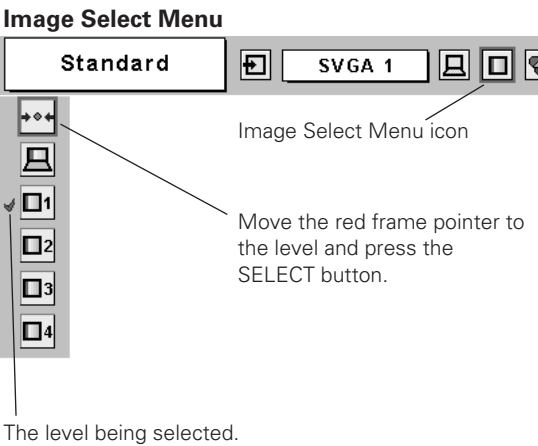 Image Select Menu
Standard
SVGA 1
Image Select Menu icon
1
Move the red frame pointer to
the level and press the
SELECT button.
2
3
4
The level being selected.